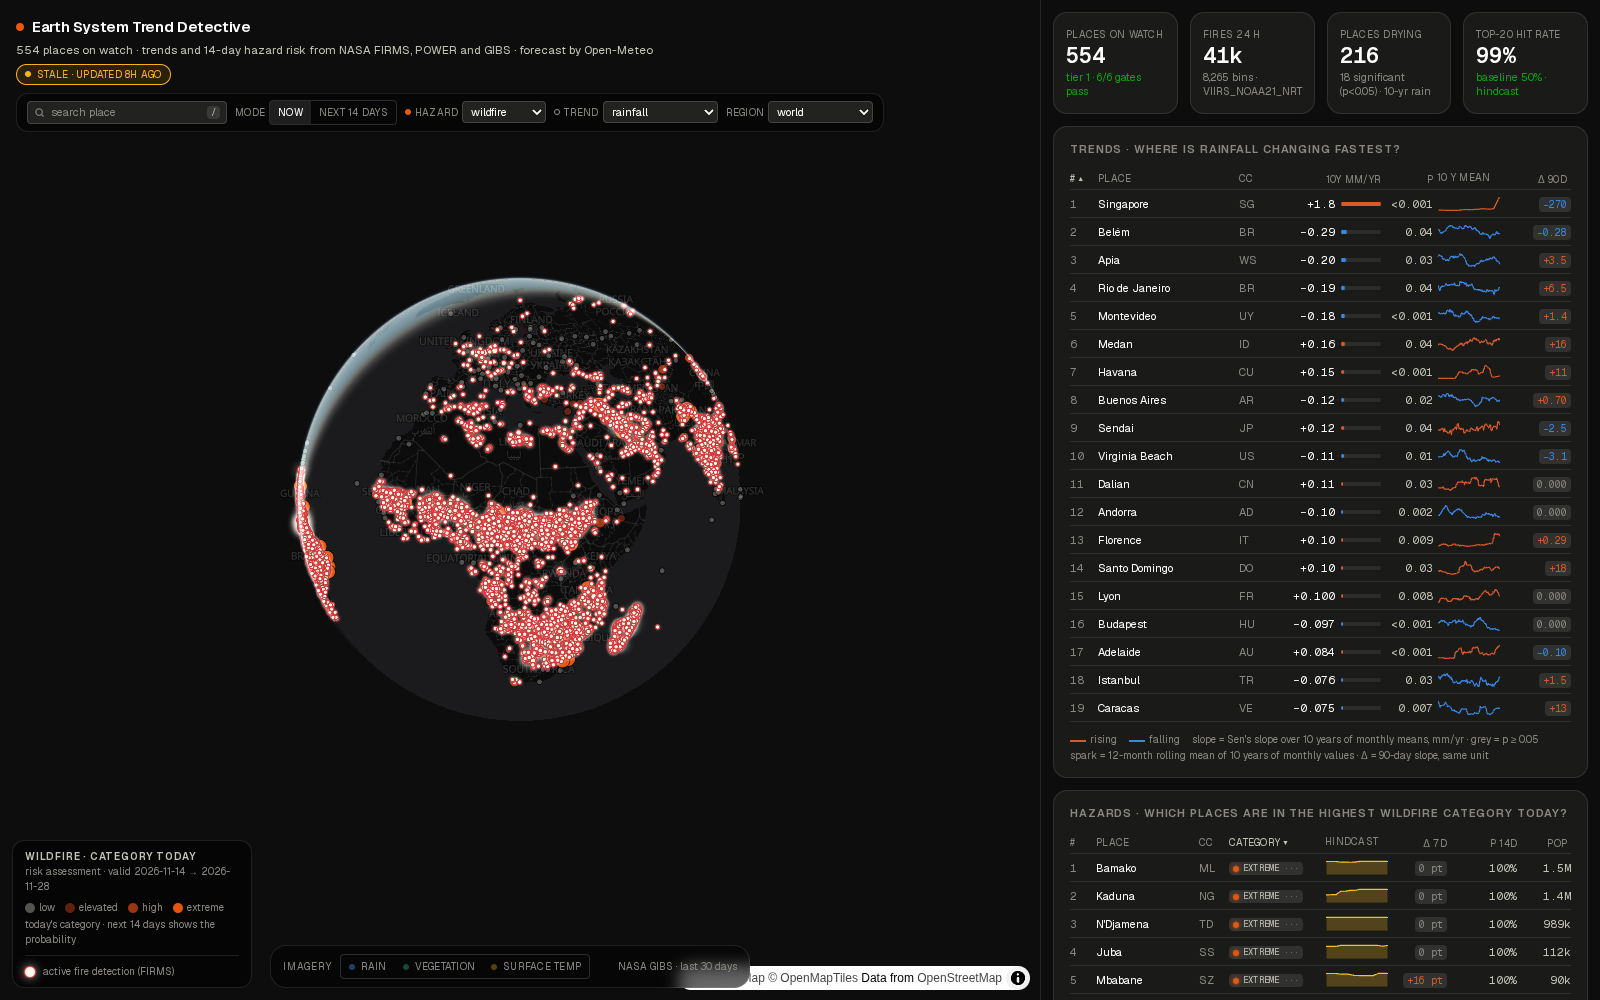 Earth System Trend Detective
554 places on watch · trends and 14-day hazard risk from NASA FIRMS, POWER and GIBS · forecast by Open-Meteo
STALE · UPDATED 8H AGO
search place /
MODE NOW NEXT 14 DAYS HAZARD wildfire TREND rainfall REGION world
GREENLAND
ICELAND
FINLAND
KAZAKHSTAN
ҚАЗАҚСТАН
MOROCCO
NIGER
CHAD
WILDFIRE · CATEGORY TODAY
risk assessment · valid 2026-11-14 → 2026-
11-28
low elevated high extreme
today's category · next 14 days shows the
probability
active fire detection (FIRMS)
IMAGERY RAIN VEGETATION SURFACE TEMP NASA GIBS · last 30 days
© OpenMapTiles Data from OpenStreetMap
PLACES ON WATCH
554
tier 1 · 6/6 gates
pass
FIRES 24 H
41k
8,265 bins ·
VIIRS_NOAA21_NRT
PLACES DRYING
216
18 significant
(p<0.05) · 10-yr rain
TOP-20 HIT RATE
99%
baseline 50% ·
hindcast
TRENDS · WHERE IS RAINFALL CHANGING FASTEST?
# ▴ PLACE CC 10Y MM/YR P 10 Y MEAN Δ 90D
1 Singapore SG +1.8 <0.001 −270
2 Belém BR −0.29 0.04 −0.28
3 Apia WS −0.20 0.03 +3.5
4 Rio de Janeiro BR −0.19 0.04 +6.5
5 Montevideo UY −0.18 <0.001 +1.4
6 Medan ID +0.16 0.04 +16
7 Havana CU +0.15 <0.001 +11
8 Buenos Aires AR −0.12 0.02 +0.70
9 Sendai JP +0.12 0.04 −2.5
10 Virginia Beach US −0.11 0.01 −3.1
11 Dalian CN +0.11 0.03 0.000
12 Andorra AD −0.10 0.002 0.000
13 Florence IT +0.10 0.009 +0.29
14 Santo Domingo DO +0.10 0.03 +18
15 Lyon FR +0.100 0.008 0.000
16 Budapest HU −0.097 <0.001 0.000
17 Adelaide AU +0.084 <0.001 −0.10
18 Istanbul TR −0.076 0.03 +1.5
19 Caracas VE −0.075 0.007 +13
rising falling slope = Sen's slope over 10 years of monthly means, mm/yr · grey = p ≥ 0.05
spark = 12-month rolling mean of 10 years of monthly values · Δ = 90-day slope, same unit
HAZARDS · WHICH PLACES ARE IN THE HIGHEST WILDFIRE CATEGORY TODAY?
# PLACE CC CATEGORY ▾ HINDCAST Δ 7D P 14D POP
1 Bamako ML EXTREME ··· 0 pt 100% 1.5M
2 Kaduna NG EXTREME ··· 0 pt 100% 1.4M
3 N'Djamena TD EXTREME ··· 0 pt 100% 989k
4 Juba SS EXTREME ··· 0 pt 100% 112k
5 Mbabane SZ EXTREME ··· +16 pt 100% 90k